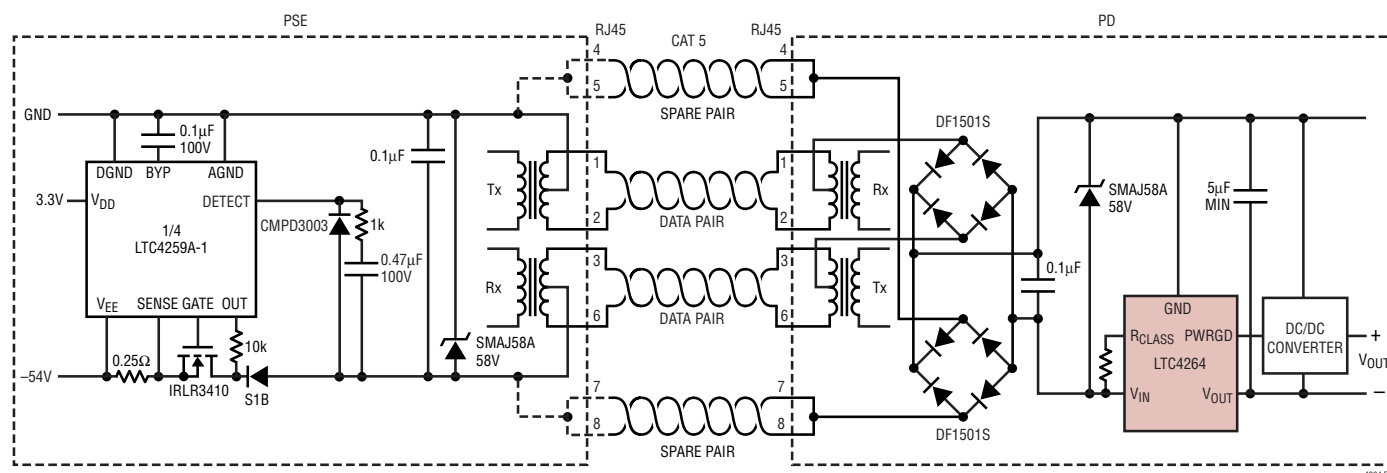 PSE
RJ45
CAT 5
RJ45
PD
4
5
SPARE PAIR
4
5
GND
0.1µF
100V
DGND
BYP
AGND
3.3V
VDD
DETECT
1/4
LTC4259A-1
CMPD3003
1k
0.47µF
100V
VEE
SENSE
GATE
OUT
10k
–54V
0.25Ω
IRLR3410
S1B
0.1µF
SMAJ58A
58V
Tx
1
2
DATA PAIR
1
2
Rx
Rx
3
6
DATA PAIR
3
6
Tx
7
8
SPARE PAIR
7
8
DF1501S
DF1501S
0.1µF
SMAJ58A
58V
5µF
MIN
GND
RCLASS
PWRGD
LTC4264
VIN
VOUT
DC/DC
CONVERTER
+
VOUT
–